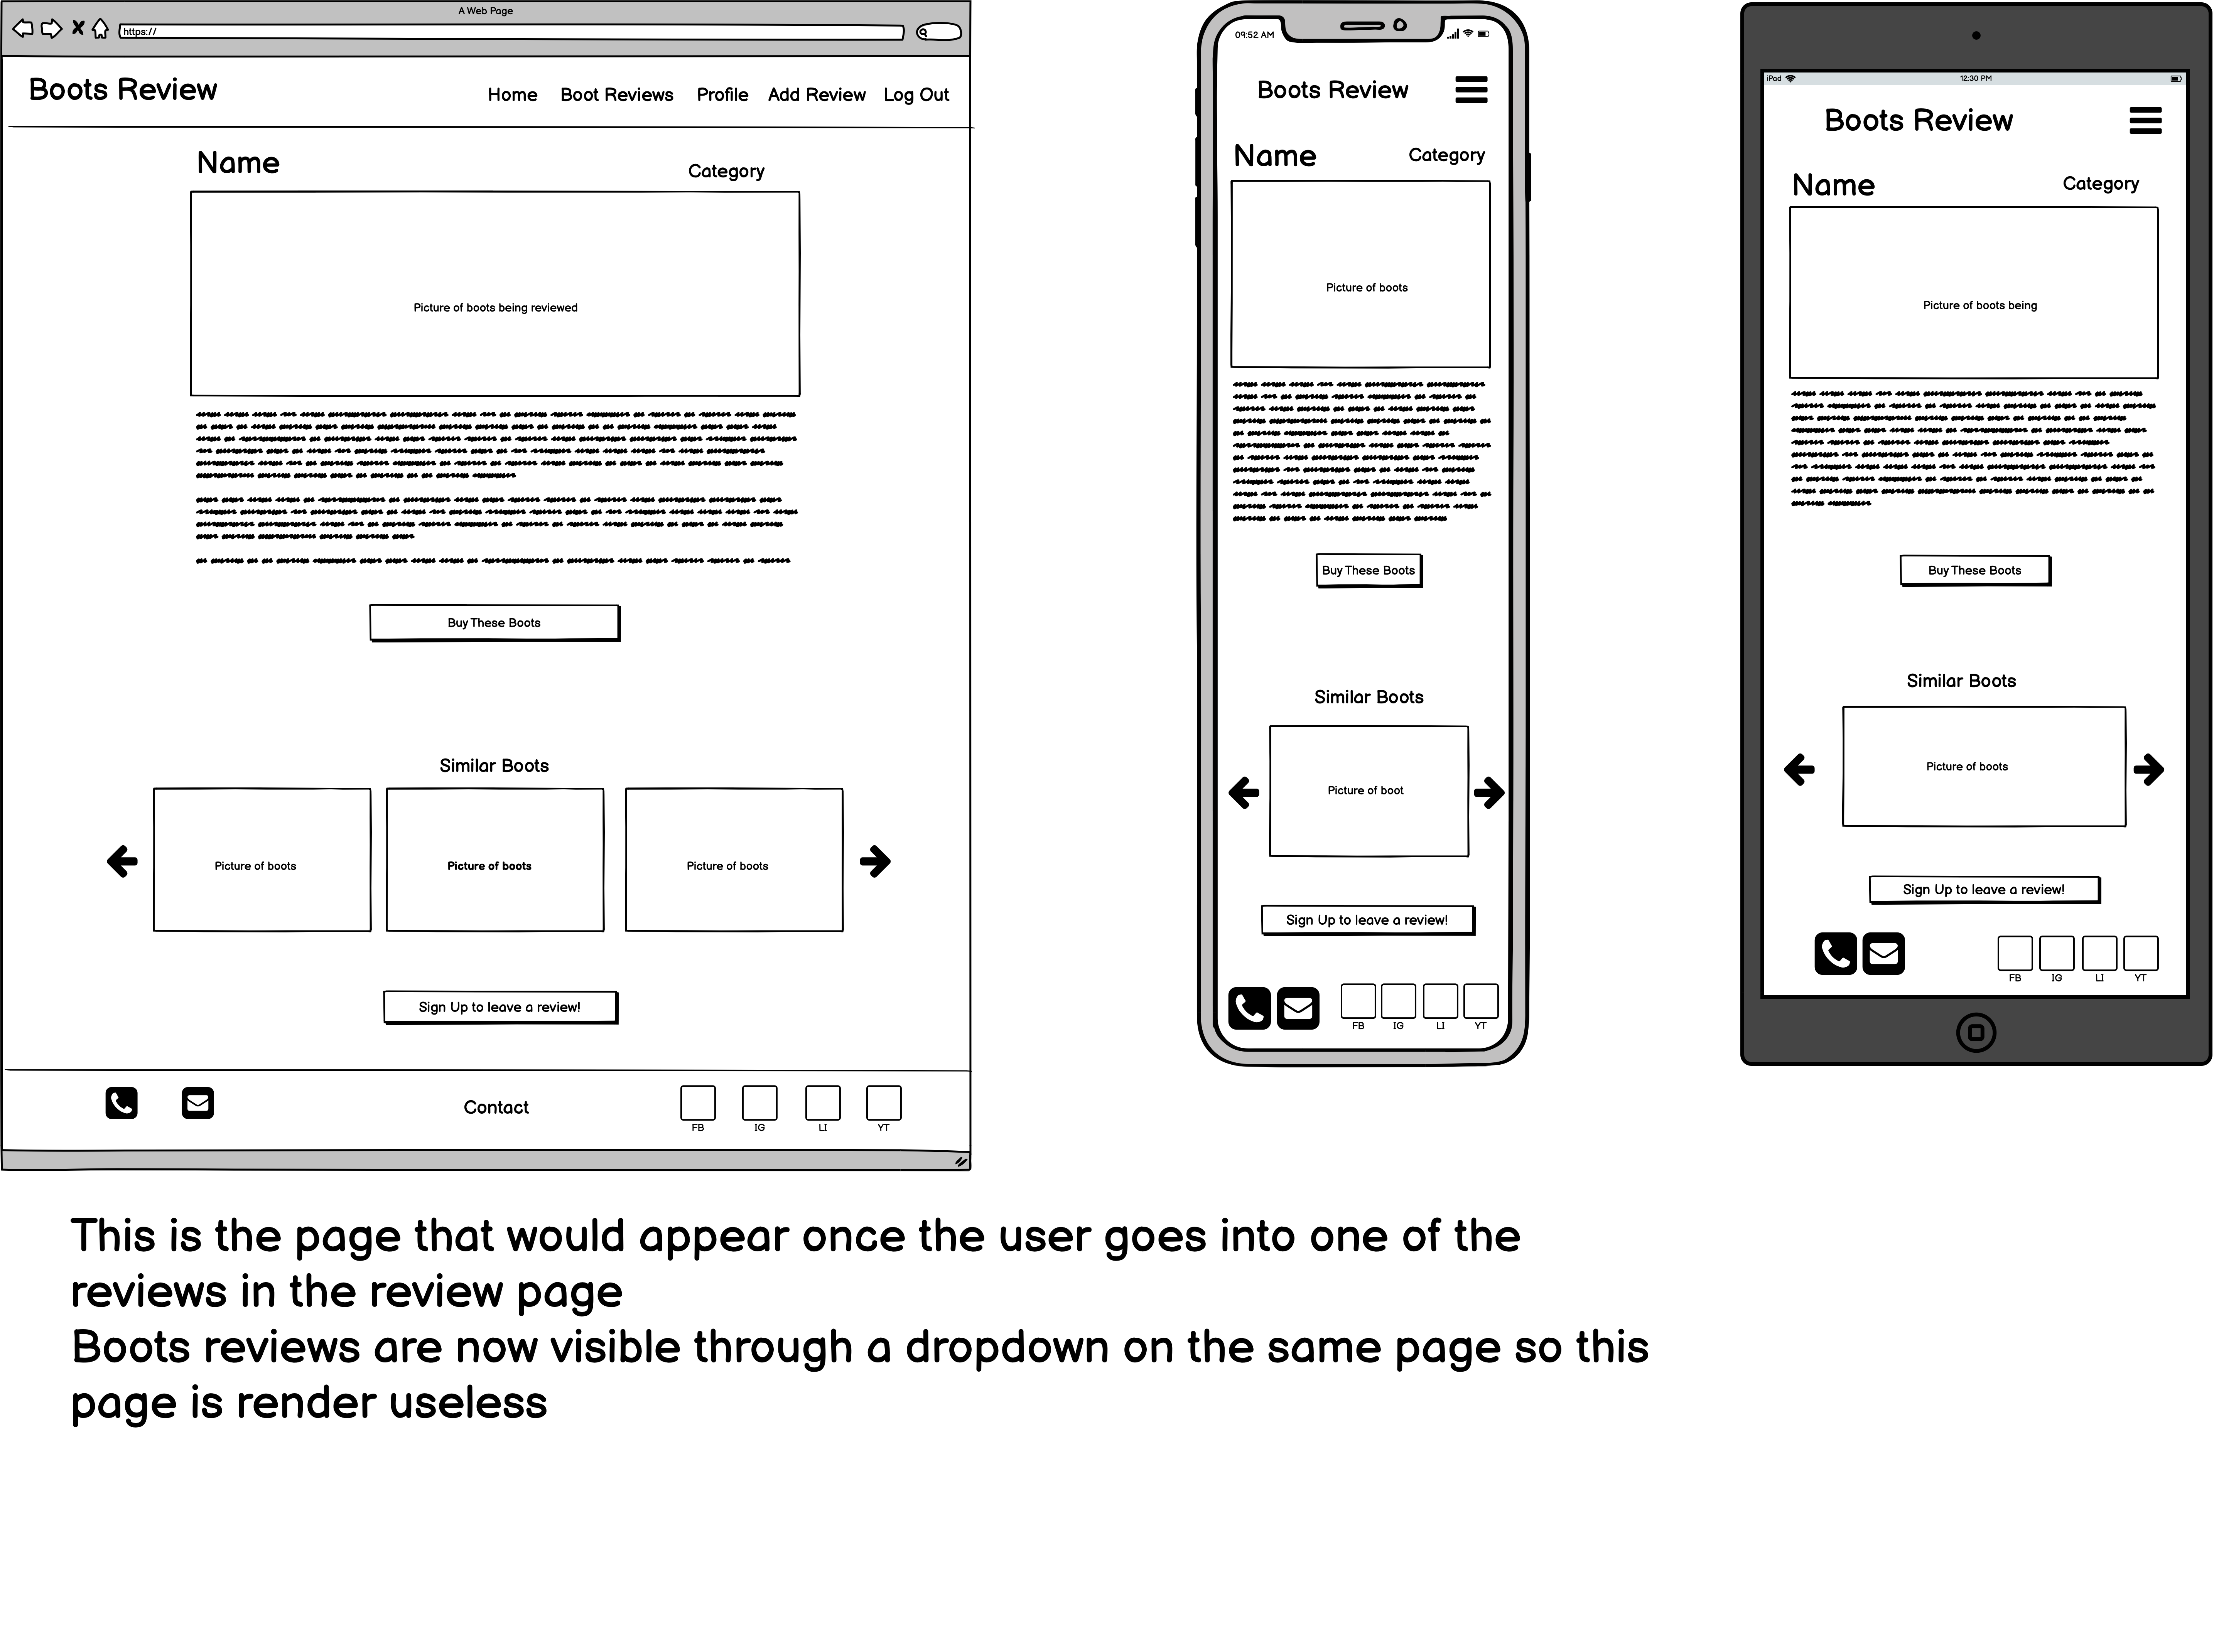 A Web Page
https://
Boots Review
Home Boot Reviews Profile Add Review Log Out
Name
Category
Picture of boots being reviewed
Buy These Boots
Similar Boots
Picture of boots
Picture of boots
Picture of boots
Sign Up to leave a review!
Contact
FB IG LI YT
09:52 AM
Boots Review
Name
Category
Picture of boots
Buy These Boots
Similar Boots
Picture of boot
Sign Up to leave a review!
FB IG LI YT
iPad
12:30 PM
Boots Review
Name
Category
Picture of boots being
Buy These Boots
Similar Boots
Picture of boots
Sign Up to leave a review!
FB IG LI YT
This is the page that would appear once the user goes into one of the
reviews in the review page
Boots reviews are now visible through a dropdown on the same page so this
page is render useless